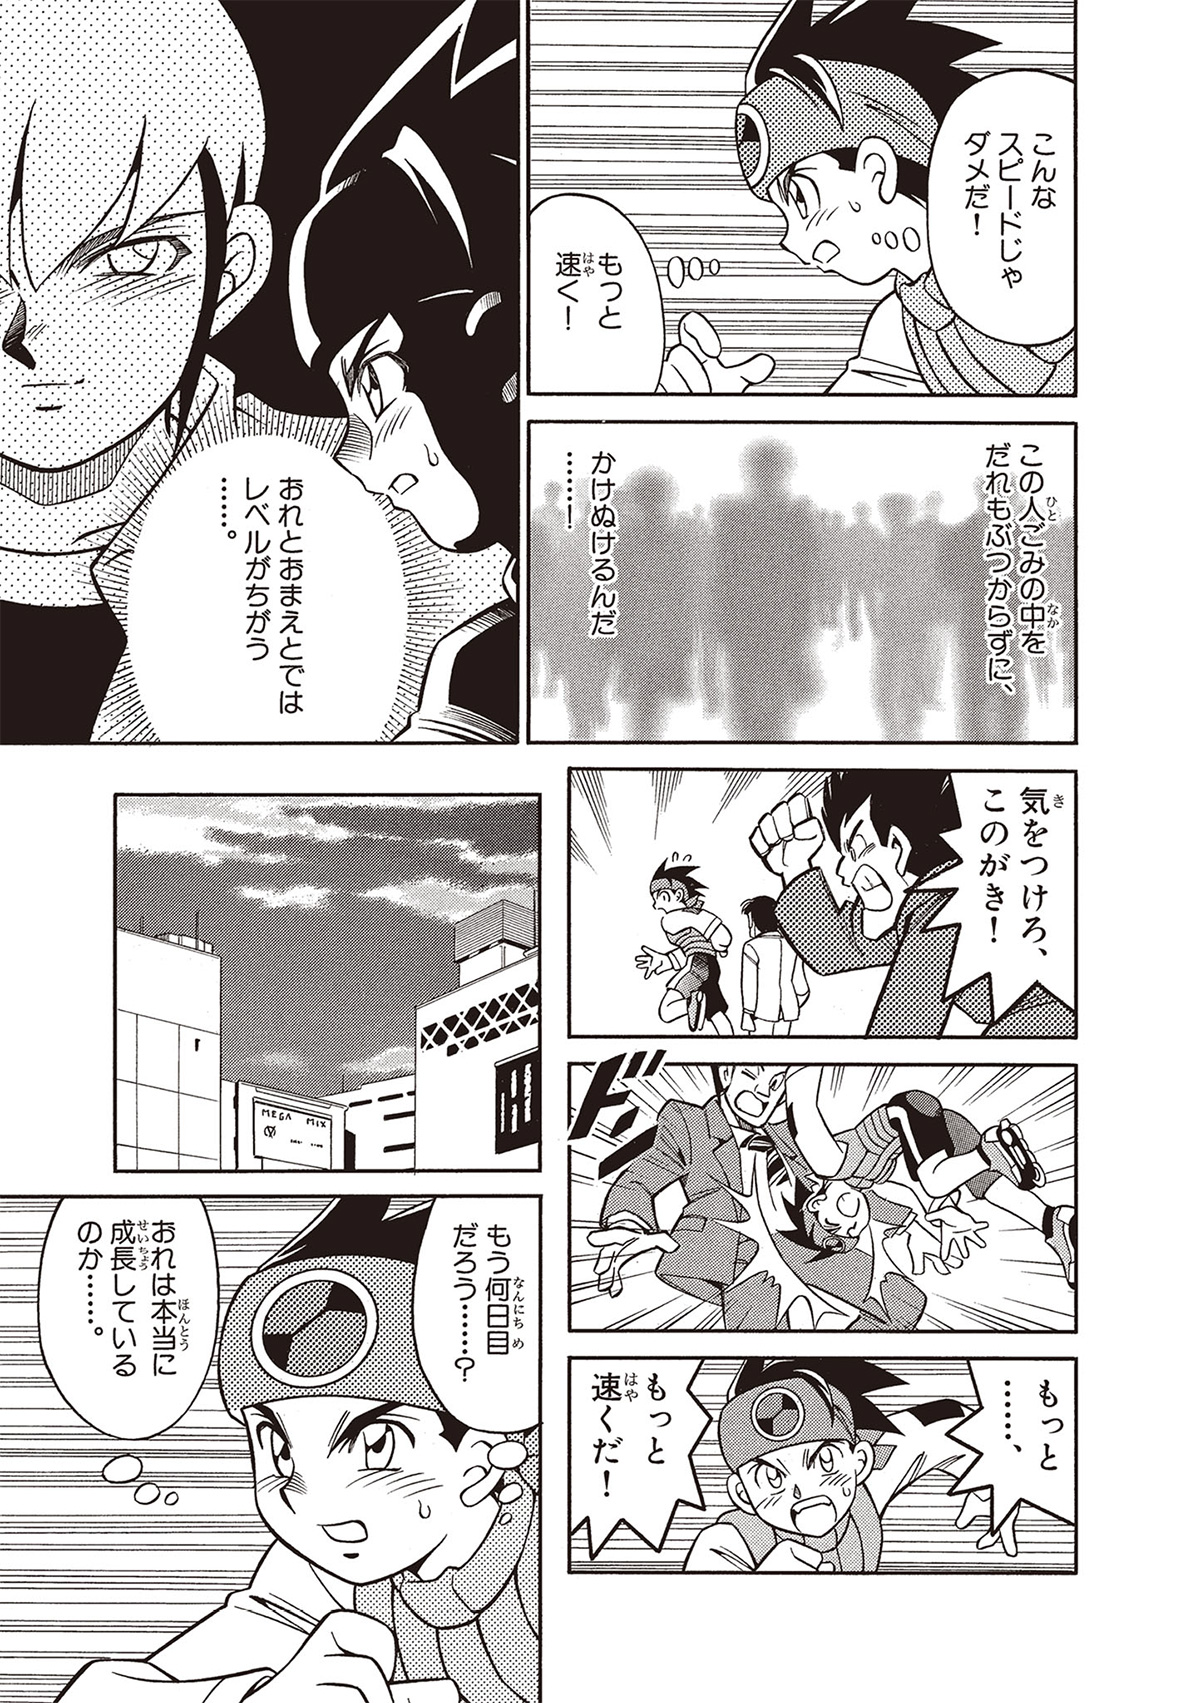 こんな
スピードじゃ
ダメだ!
もっと
速く!
この人ごみの中を
だれもぶつからずに、
かけぬけるんだ
……!
おれとおまえとでは
レベルがちがう
……。
気をつけろ、
このがき!
ドガ
もっと
……、
もっと
速くだ!
MEGA MIX
もう何日目
だろう……?
おれは本当に
成長している
のか……。